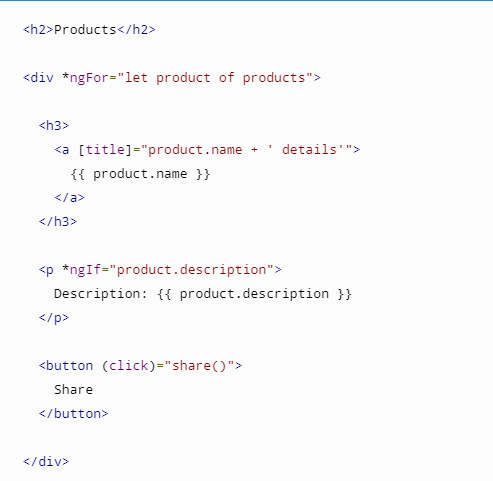 <h2>Products</h2>
<div *ngFor="let product of products">
<h3>
<a [title]="product.name + ' details'">
{{ product.name }}
</a>
</h3>
<p *ngIf="product.description">
Description: {{ product.description }}
</p>
<button (click)="share()">
Share
</button>
</div>